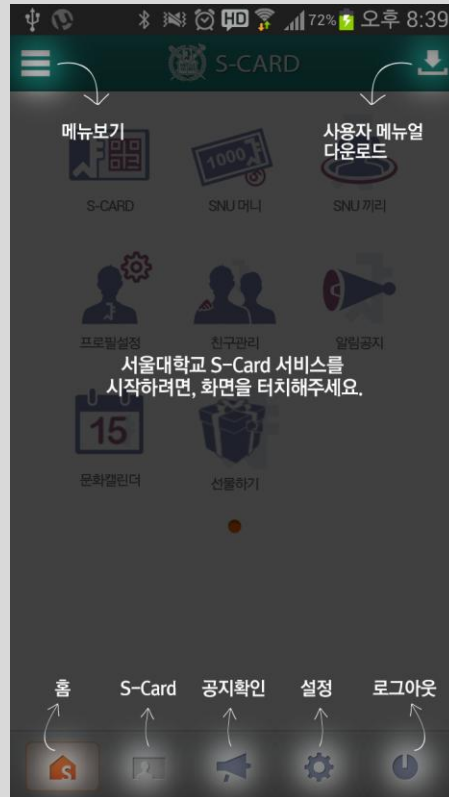 HD 72% 오후 8:39
S-CARD
메뉴보기
사용자 메뉴얼
다운로드
1000
S-CARD
SNU 머니
SNU 끼리
프로필설정
친구관리
알림공지
서울대학교 S-Card 서비스를
시작하려면, 화면을 터치해주세요.
15
문화캘린더
선물하기
홈
S-Card
공지확인
설정
로그아웃
S